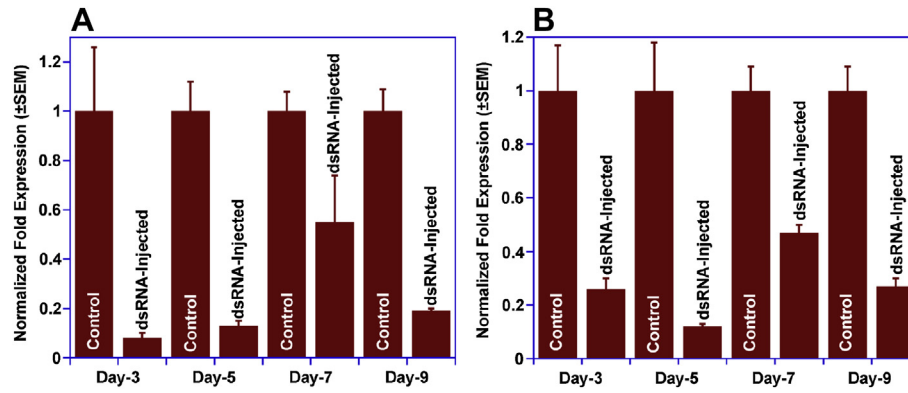 A
Normalized Fold Expression (±SEM)
1.2
1
0.8
0.6
0.4
0.2
0
Control
dsRNA-Injected
Control
dsRNA-Injected
Control
dsRNA-Injected
Control
dsRNA-Injected
Day-3
Day-5
Day-7
Day-9
B
Normalized Fold Expression (±SEM)
1.2
1
0.8
0.6
0.4
0.2
0
Control
dsRNA-Injected
Control
dsRNA-Injected
Control
dsRNA-Injected
Control
dsRNA-Injected
Day-3
Day-5
Day-7
Day-9